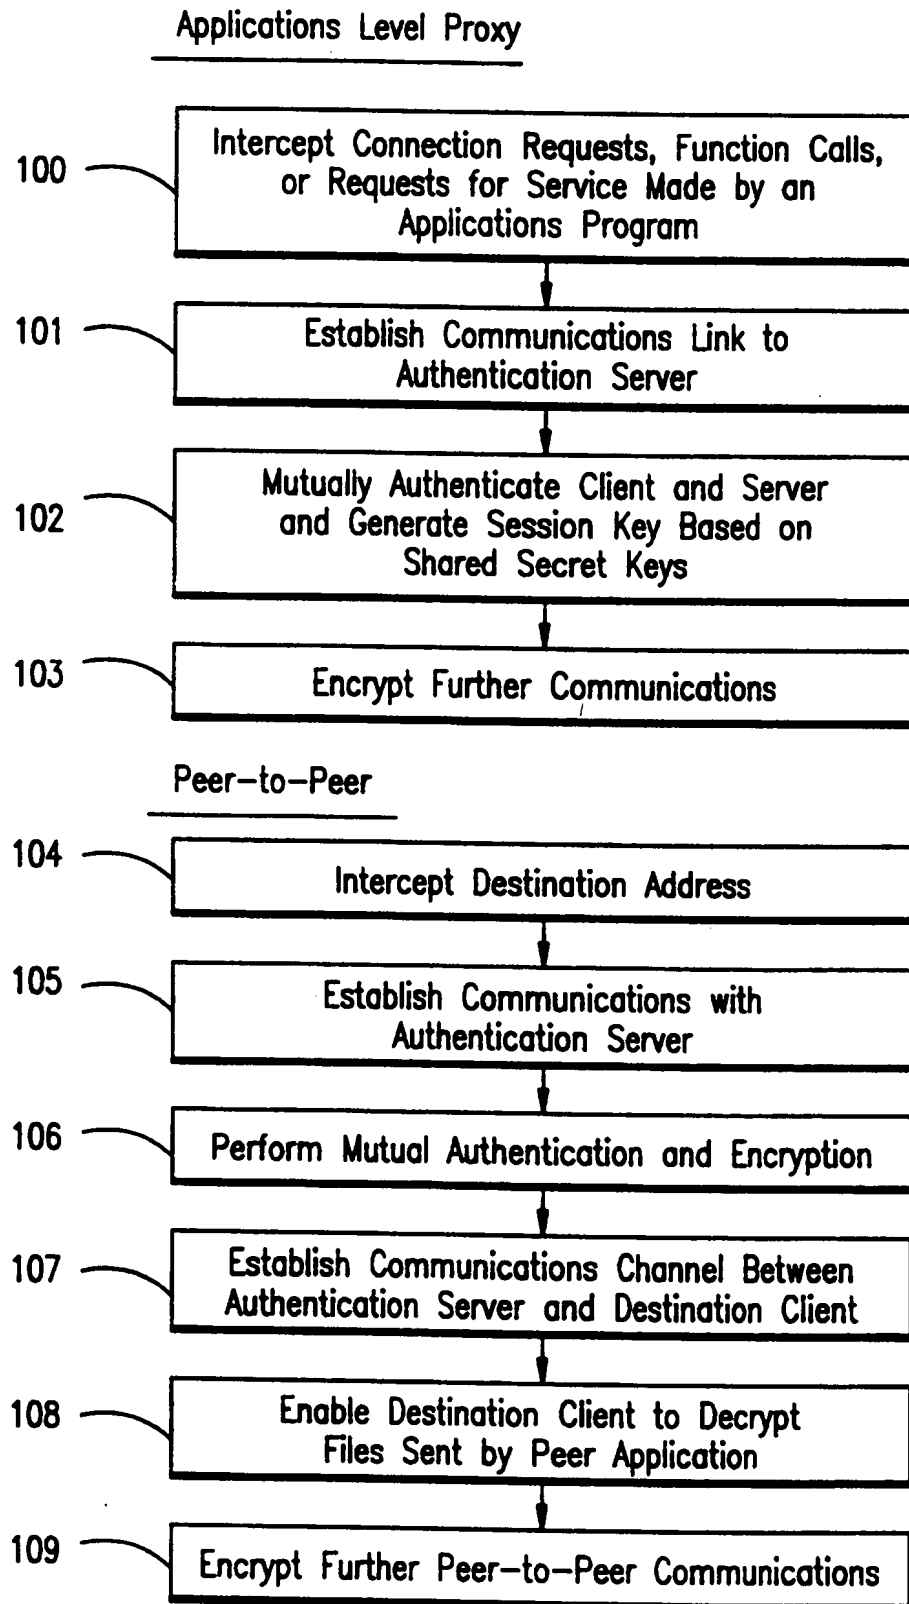 Applications Level Proxy
100
Intercept Connection Requests, Function Calls,
or Requests for Service Made by an
Applications Program
101
Establish Communications Link to
Authentication Server
102
Mutually Authenticate Client and Server
and Generate Session Key Based on
Shared Secret Keys
103
Encrypt Further Communications
Peer-to-Peer
104
Intercept Destination Address
105
Establish Communications with
Authentication Server
106
Perform Mutual Authentication and Encryption
107
Establish Communications Channel Between
Authentication Server and Destination Client
108
Enable Destination Client to Decrypt
Files Sent by Peer Application
109
Encrypt Further Peer-to-Peer Communications